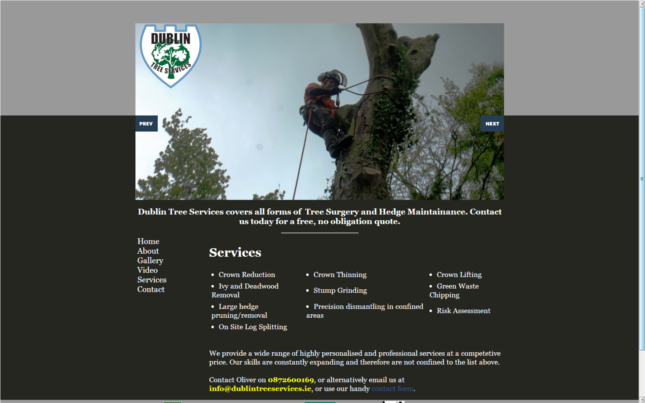 DUBLIN
TREE SERVICES
PREV
NEXT
Dublin Tree Services covers all forms of Tree Surgery and Hedge Maintainance. Contact
us today for a free, no obligation quote.
Home
About
Gallery
Video
Services
Contact
Services
• Crown Reduction
• Crown Thinning
• Crown Lifting
• Ivy and Deadwood
Removal
• Stump Grinding
• Green Waste
Chipping
• Large hedge
pruning/removal
• Precision dismantling in confined
areas
• Risk Assessment
• On Site Log Splitting
We provide a wide range of highly personalised and professional services at a competetive
price. Our skills are constantly expanding and therefore are not confined to the list above.
Contact Oliver on 0872600169, or alternatively email us at
info@dublintreeservices.ie, or use our handy contact form.